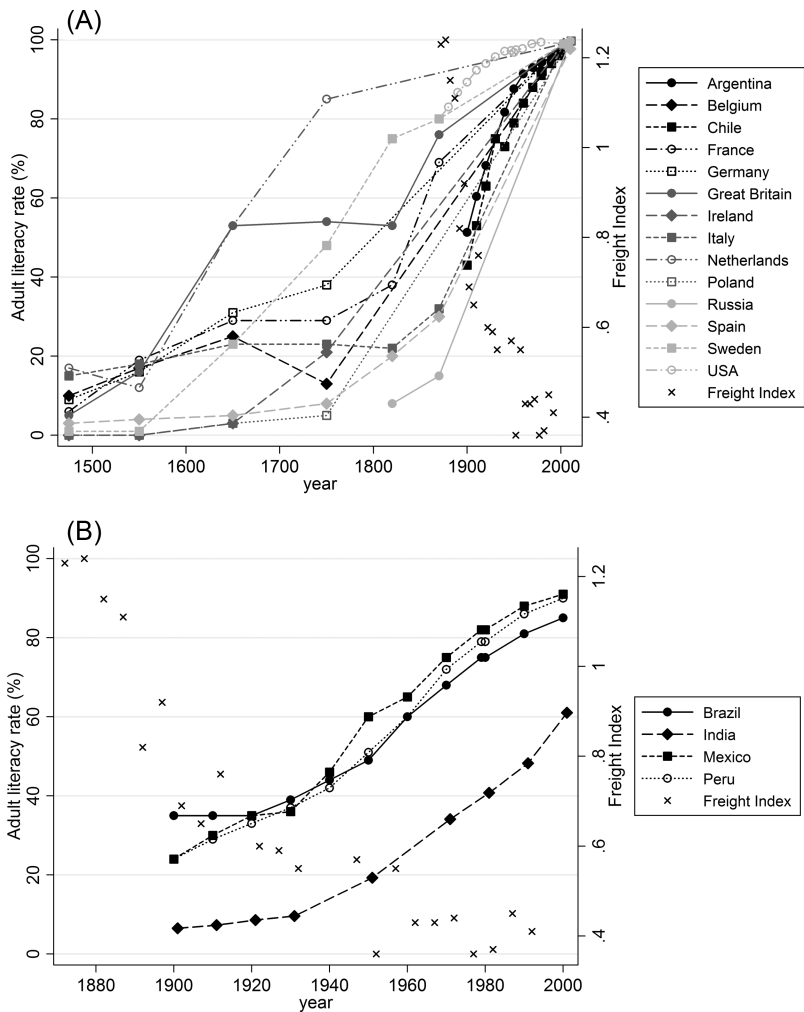 (A)
100
80
60
40
20
0
Adult literacy rate (%)
1500
1600
1700
1800
1900
2000
year
1.2
1
.8
.6
.4
Freight Index
Argentina
Belgium
Chile
France
Germany
Great Britain
Ireland
Italy
Netherlands
Poland
Russia
Spain
Sweden
USA
Freight Index
(B)
100
80
60
40
20
0
Adult literacy rate (%)
1880
1900
1920
1940
1960
1980
2000
year
1.2
1
.8
.6
.4
Freight Index
Brazil
India
Mexico
Peru
Freight Index